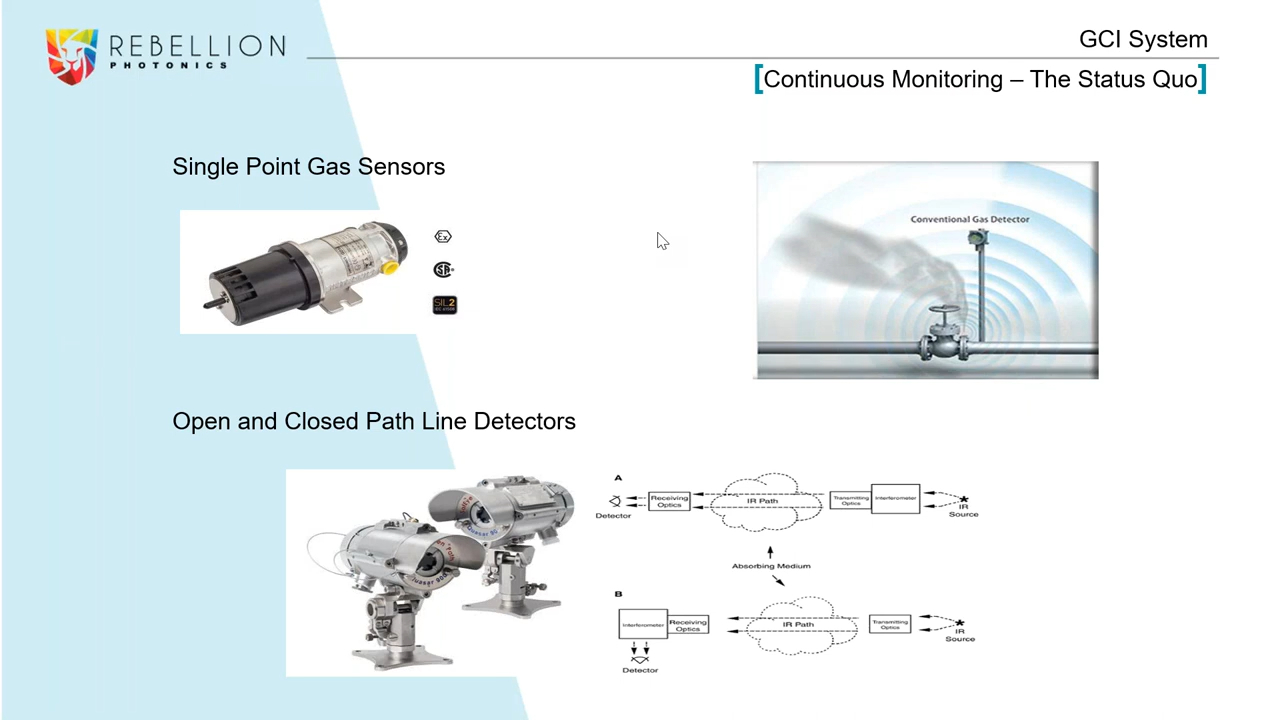 REBELLION
PHOTONICS
GCI System
[Continuous Monitoring – The Status Quo]
Single Point Gas Sensors
Ex
SIL2
Conventional Gas Detector
Open and Closed Path Line Detectors
A
Receiving
Optics
IR Path
Transmitting
Optics
Interferometer
IR
Source
Detector
Absorbing Medium
B
Interferometer
Receiving
Optics
IR Path
Transmitting
Optics
IR
Source
Detector